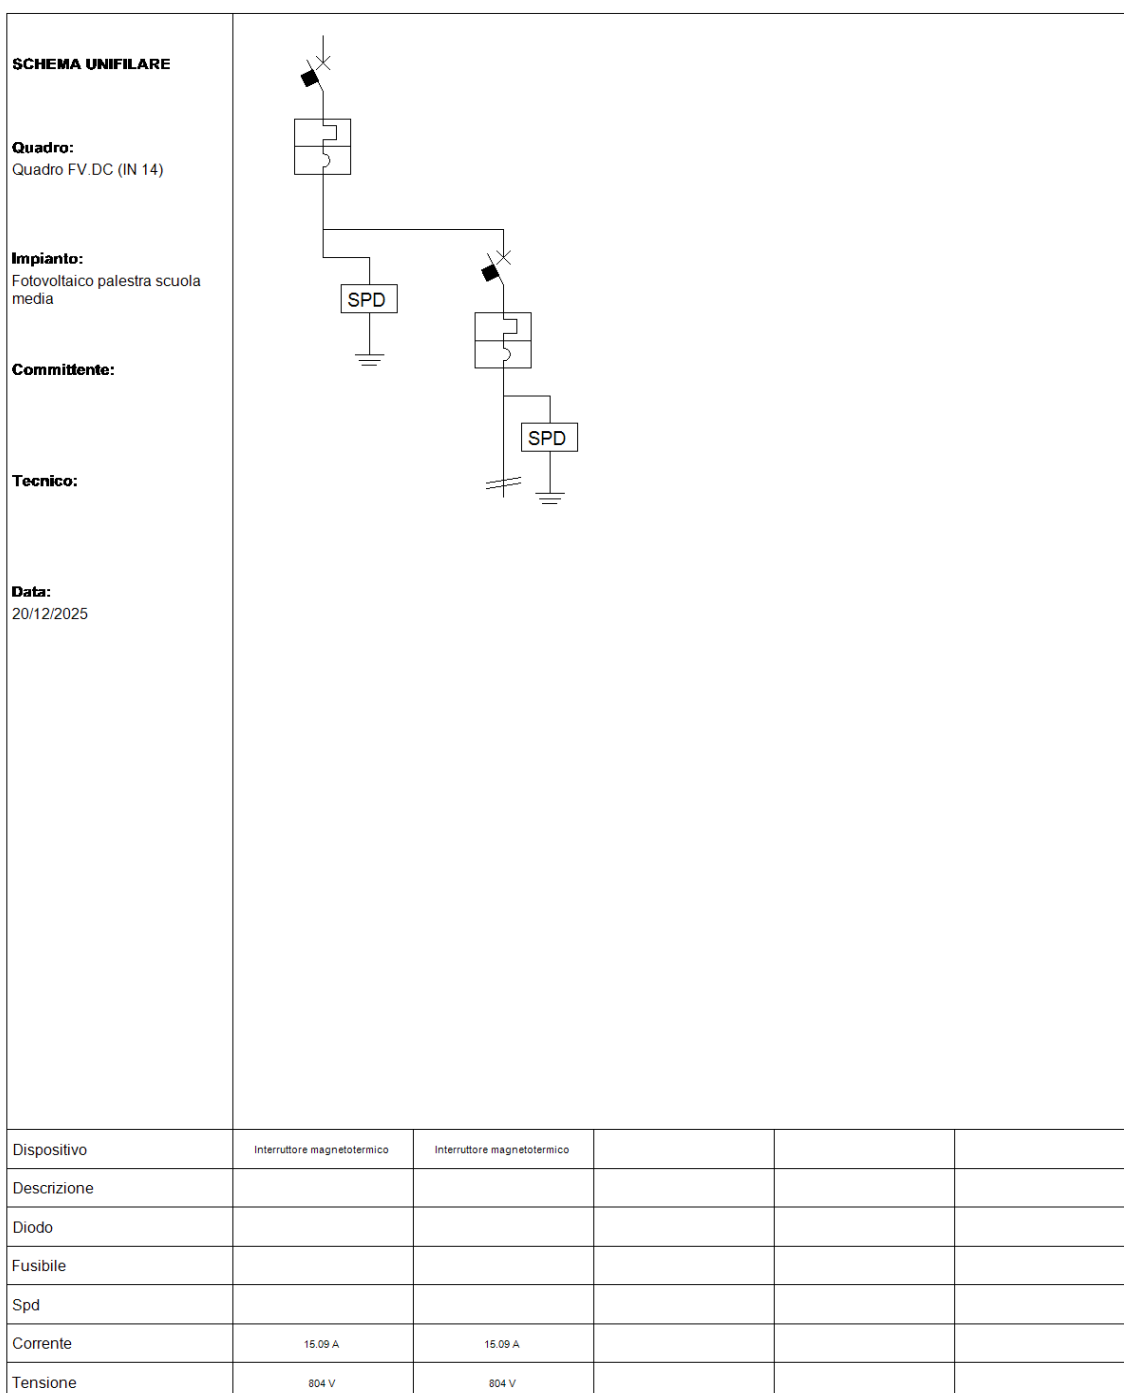 SCHEMA UNIFILARE
Quadro:
Quadro FV.DC (IN 14)
Impianto:
Fotovoltaico palestra scuola
media
Committente:
Tecnico:
Data:
20/12/2025
SPD
SPD
Dispositivo Interruttore magnetotermico Interruttore magnetotermico
Descrizione
Diodo
Fusibile
Spd
Corrente 15.09 A 15.09 A
Tensione 804 V 804 V